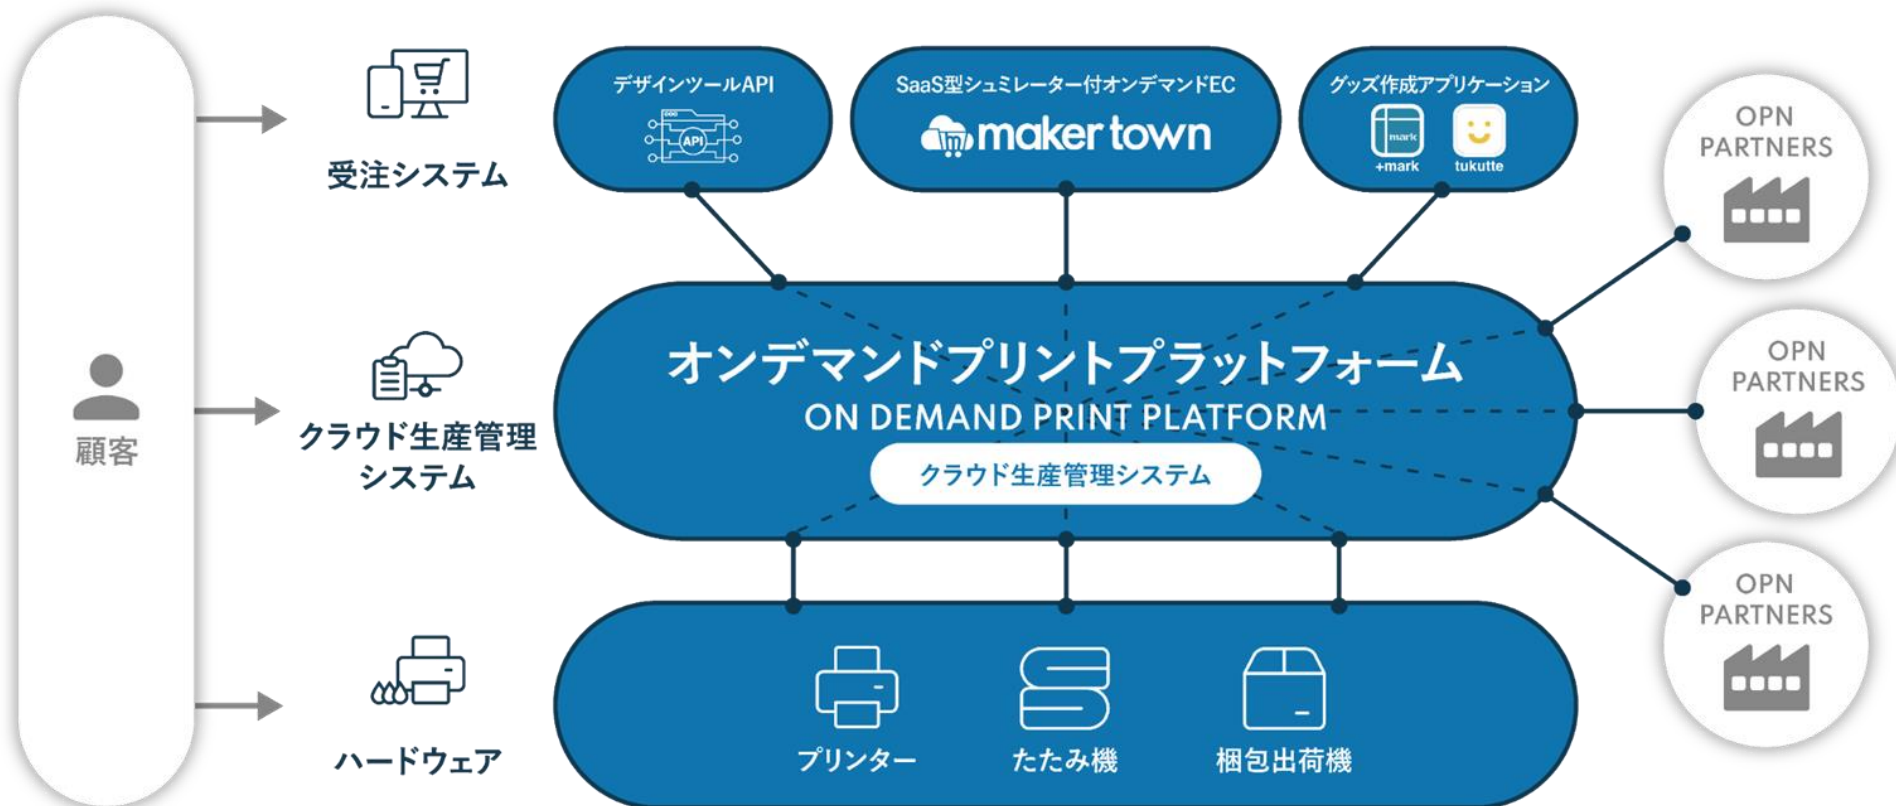 顧客
受注システム
クラウド生産管理
システム
ハードウェア
デザインツールAPI
API
SaaS型シュミレーター付オンデマンドEC
m maker town
グッズ作成アプリケーション
mark
+mark
tukutte
オンデマンドプリントプラットフォーム
ON DEMAND PRINT PLATFORM
クラウド生産管理システム
プリンター
たたみ機
梱包出荷機
OPN
PARTNERS
OPN
PARTNERS
OPN
PARTNERS